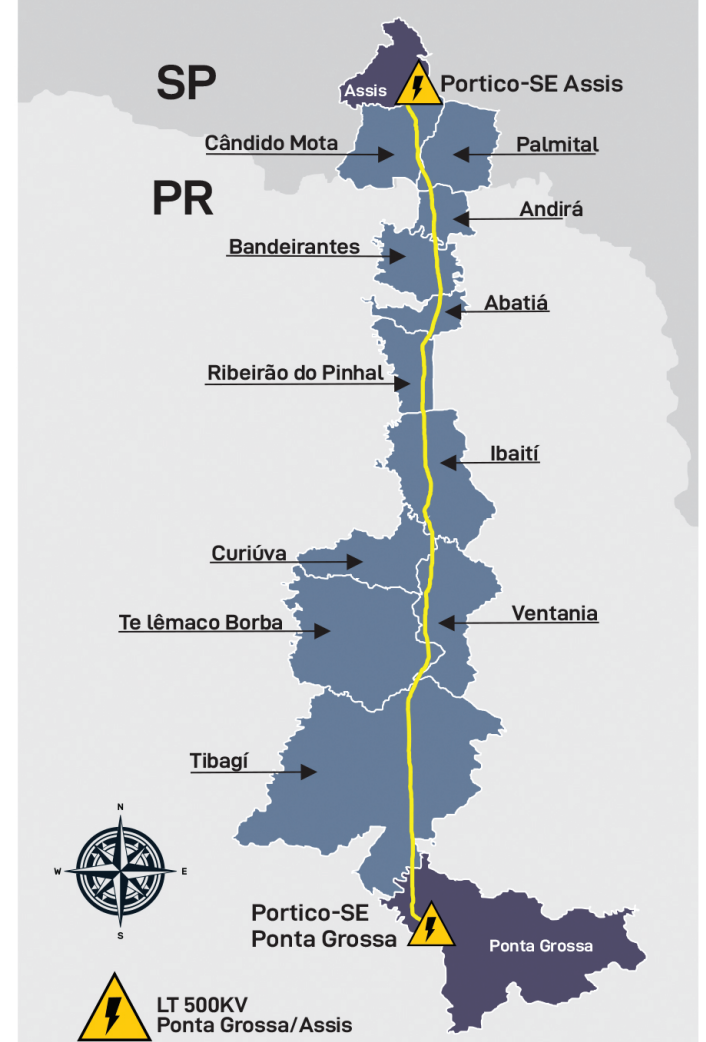 SP
Assis
Portico-SE Assis
Cândido Mota
Palmital
PR
Andirá
Bandeirantes
Abatiá
Ribeirão do Pinhal
Ibaití
Curiúva
Te lêmaco Borba
Ventania
Tibagí
N
W
E
S
Portico-SE
Ponta Grossa
Ponta Grossa
LT 500KV
Ponta Grossa/Assis